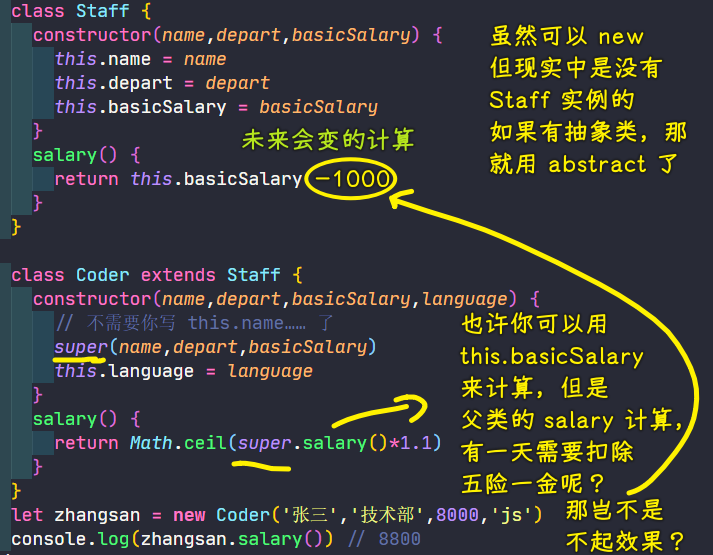 class Staff {
constructor(name,depart,basicSalary) {
this.name = name
this.depart = depart
this.basicSalary = basicSalary
}
salary() {
return this.basicSalary -1000
}
}
虽然可以 new
但现实中是没有
Staff 实例的
如果有抽象类，那
就用 abstract 了
未来会变的计算
class Coder extends Staff {
constructor(name,depart,basicSalary,language) {
// 不需要你写 this.name…… 了
super(name,depart,basicSalary)
this.language = language
}
salary() {
return Math.ceil(super.salary()*1.1)
}
}
let zhangsan = new Coder('张三','技术部',8000,'js')
console.log(zhangsan.salary()) // 8800
也许你可以用
this.basicSalary
来计算，但是
父类的 salary 计算，
有一天需要扣除
五险一金呢？
那岂不是
不起效果？